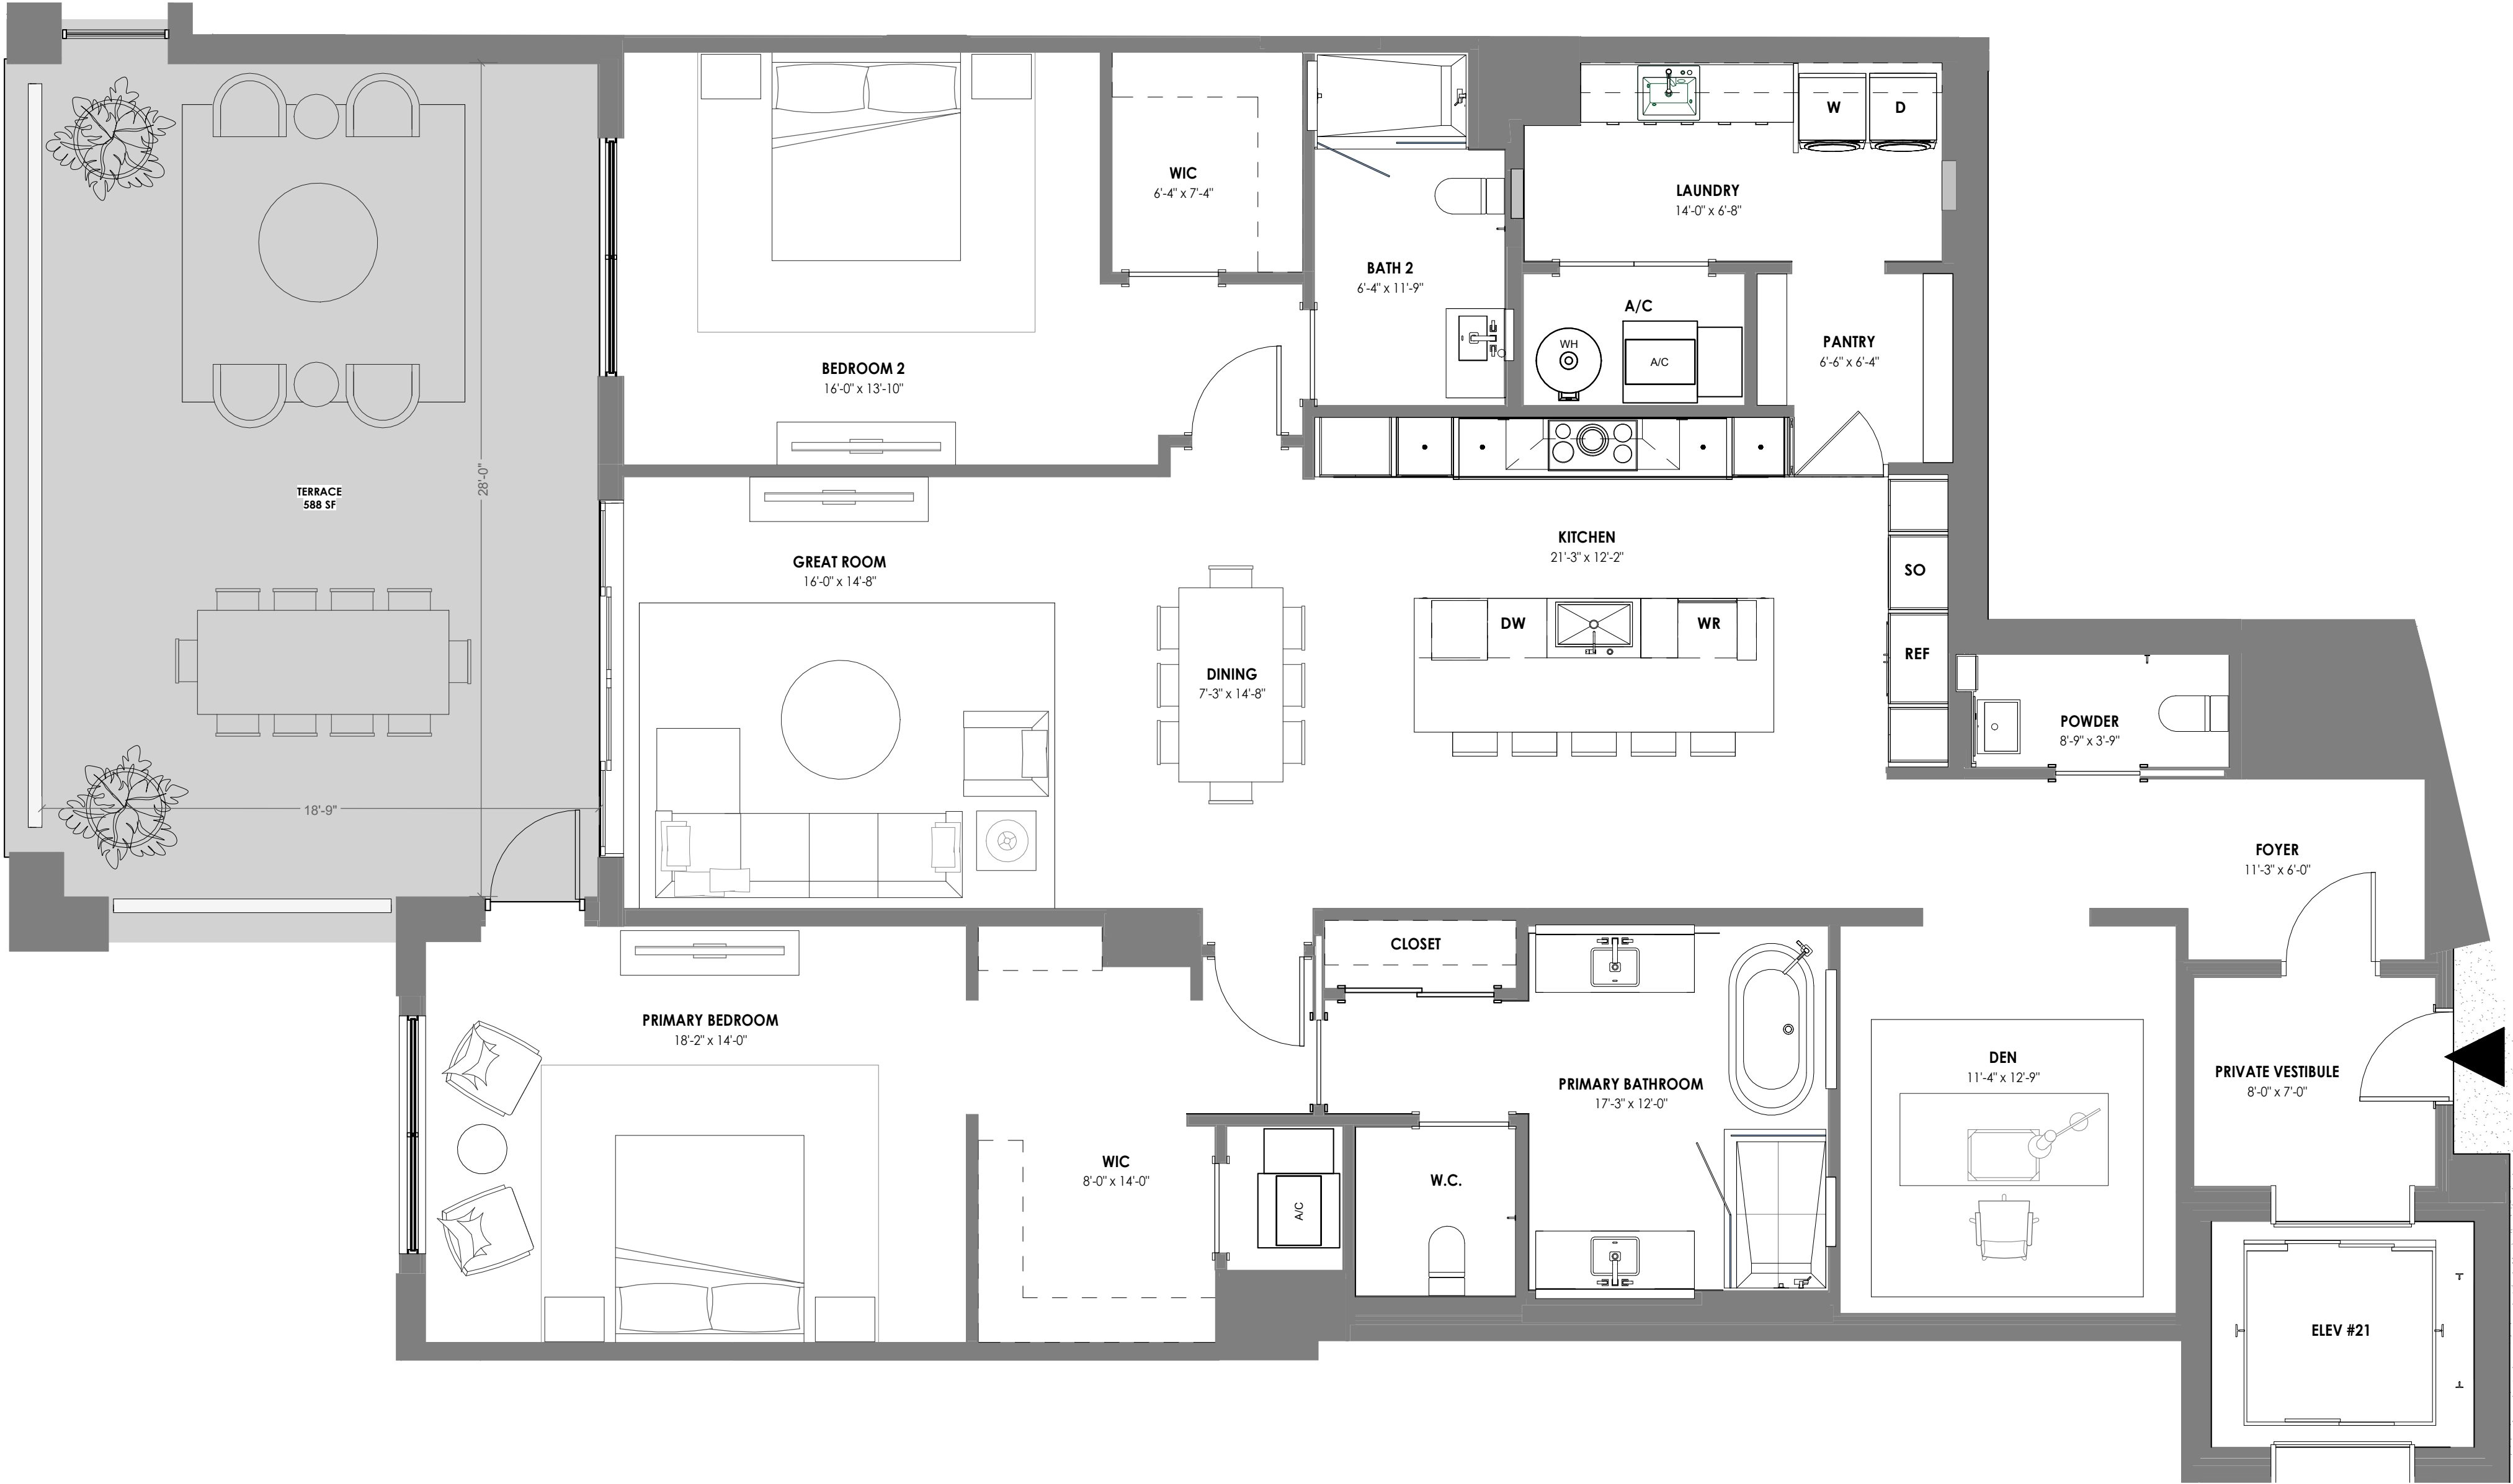 W
D
WIC
6'-4" x 7'-4"
LAUNDRY
14'-0" x 6'-8"
BATH 2
6'-4" x 11'-9"
A/C
WH
A/C
PANTRY
6'-6" x 6'-4"
BEDROOM 2
16'-0" x 13'-10"
TERRACE
588 SF
28'-0"
GREAT ROOM
16'-0" x 14'-8"
KITCHEN
21'-3" x 12'-2"
SO
DW
WR
REF
DINING
7'-3" x 14'-8"
POWDER
8'-9" x 3'-9"
18'-9"
FOYER
11'-3" x 6'-0"
CLOSET
PRIMARY BEDROOM
18'-2" x 14'-0"
PRIMARY BATHROOM
17'-3" x 12'-0"
DEN
11'-4" x 12'-9"
PRIVATE VESTIBULE
8'-0" x 7'-0"
WIC
8'-0" x 14'-0"
A/C
W.C.
ELEV #21